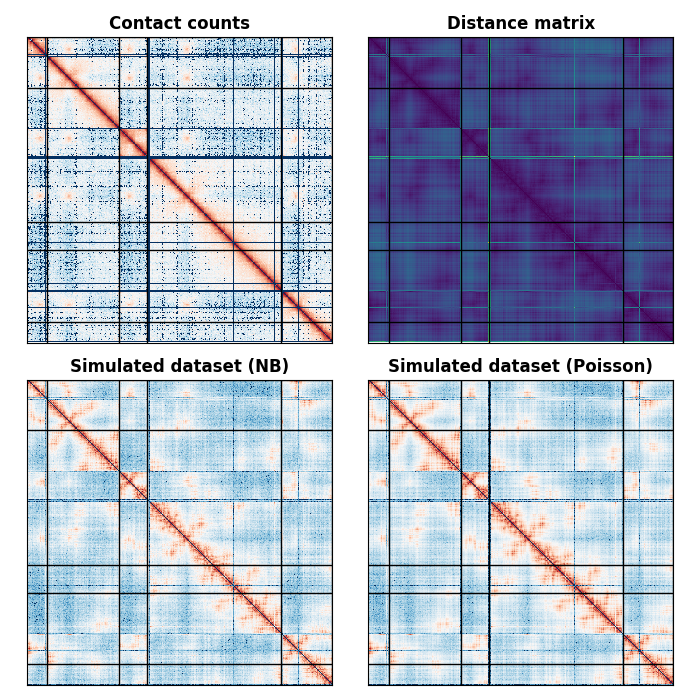 Contact counts
Distance matrix
Simulated dataset (NB)
Simulated dataset (Poisson)